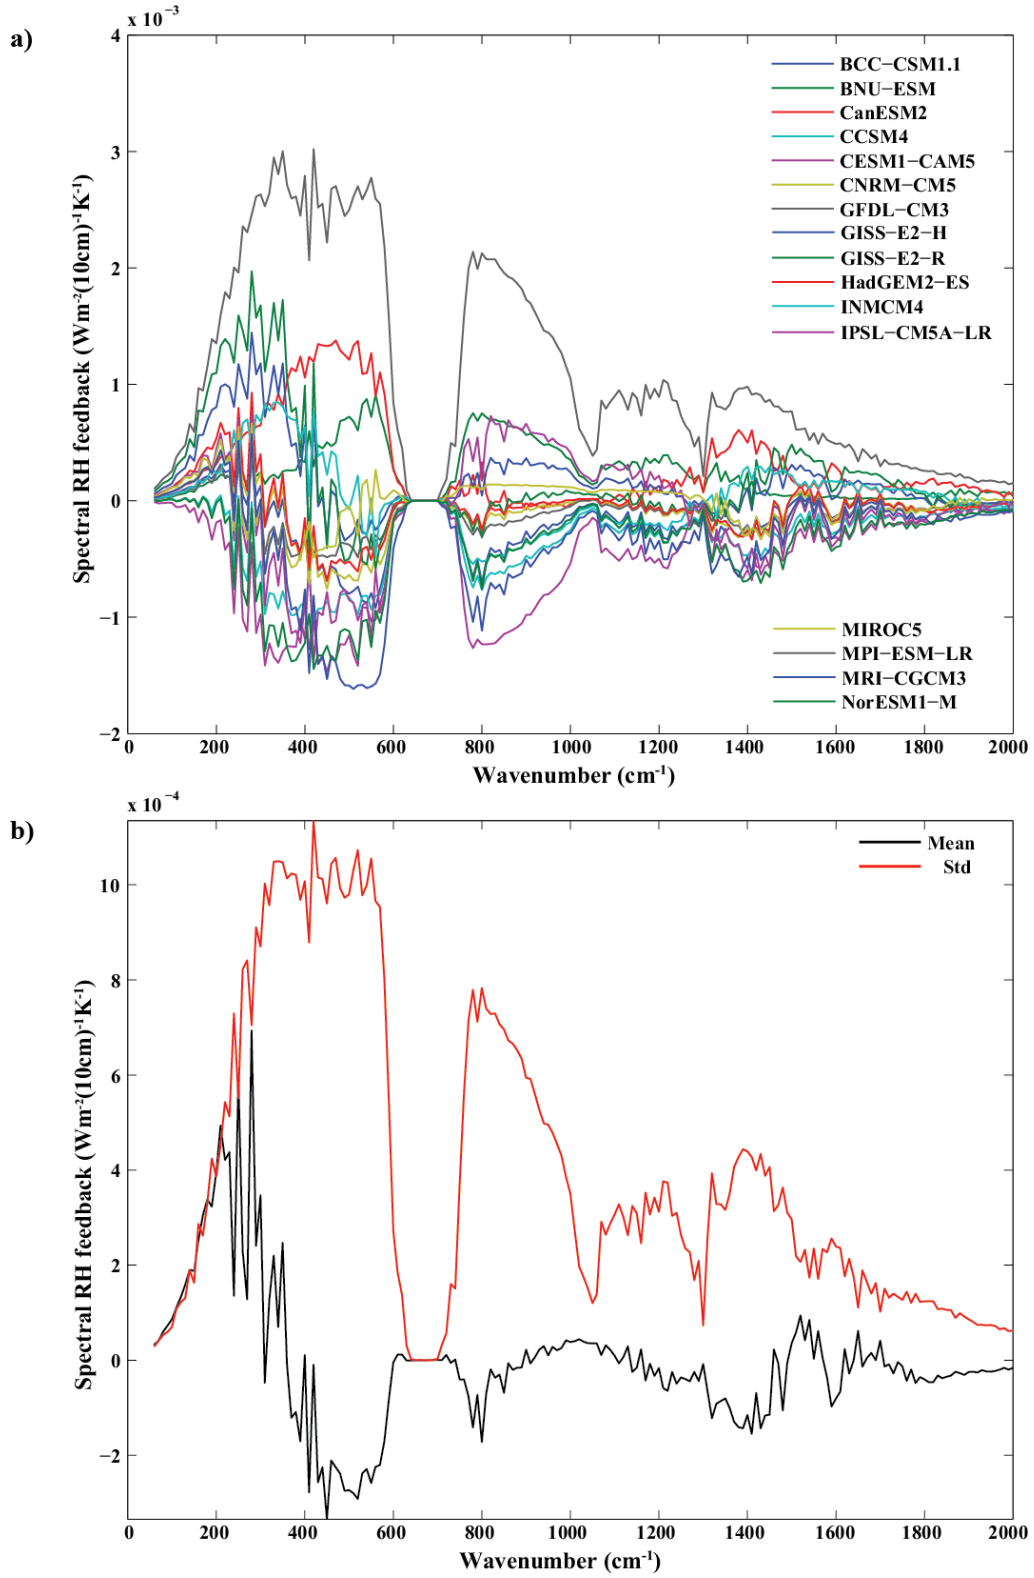 a)
x 10⁻³
4
3
2
1
0
−1
−2
Spectral RH feedback (Wm⁻²(10cm)⁻¹K⁻¹)
BCC−CSM1.1
BNU−ESM
CanESM2
CCSM4
CESM1−CAM5
CNRM−CM5
GFDL−CM3
GISS−E2−H
GISS−E2−R
HadGEM2−ES
INMCM4
IPSL−CM5A−LR
MIROC5
MPI−ESM−LR
MRI−CGCM3
NorESM1−M
0 200 400 600 800 1000 1200 1400 1600 1800 2000
Wavenumber (cm⁻¹)
b)
x 10⁻⁴
10
8
6
4
2
0
−2
Spectral RH feedback (Wm⁻²(10cm)⁻¹K⁻¹)
Mean
Std
0 200 400 600 800 1000 1200 1400 1600 1800 2000
Wavenumber (cm⁻¹)